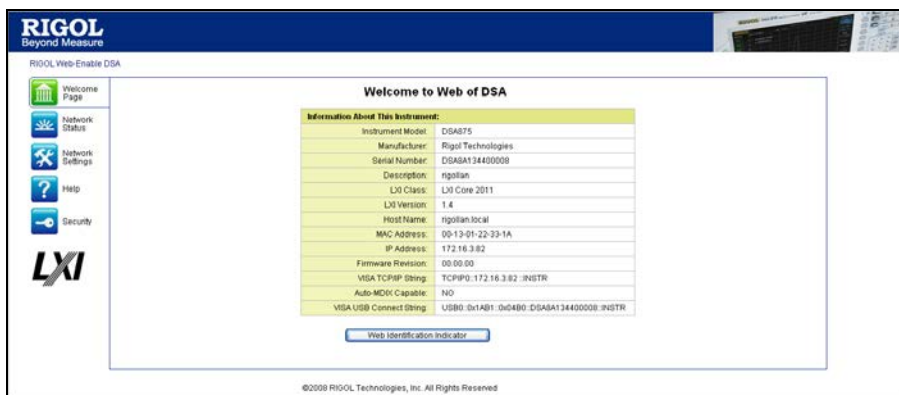 RIGOL
Beyond Measure
RIGOL Web-Enable DSA
Welcome Page
Network Status
Network Settings
Help
Security
LXI
Welcome to Web of DSA
Information About This Instrument:
Instrument Model: DSA875
Manufacturer: Rigol Technologies
Serial Number: DSA8A134400008
Description: rigollan
LXI Class: LXI Core 2011
LXI Version: 1.4
Host Name: rigollan.local
MAC Address: 00-13-01-22-33-1A
IP Address: 172.16.3.82
Firmware Revision: 00.00.00
VISA TCP/IP String: TCPIP0::172.16.3.82::INSTR
Auto-MDIX Capable: NO
VISA USB Connect String: USB0::0x1AB1::0x04B0::DSA8A134400008::INSTR
Web Identification Indicator
©2008 RIGOL Technologies, Inc. All Rights Reserved